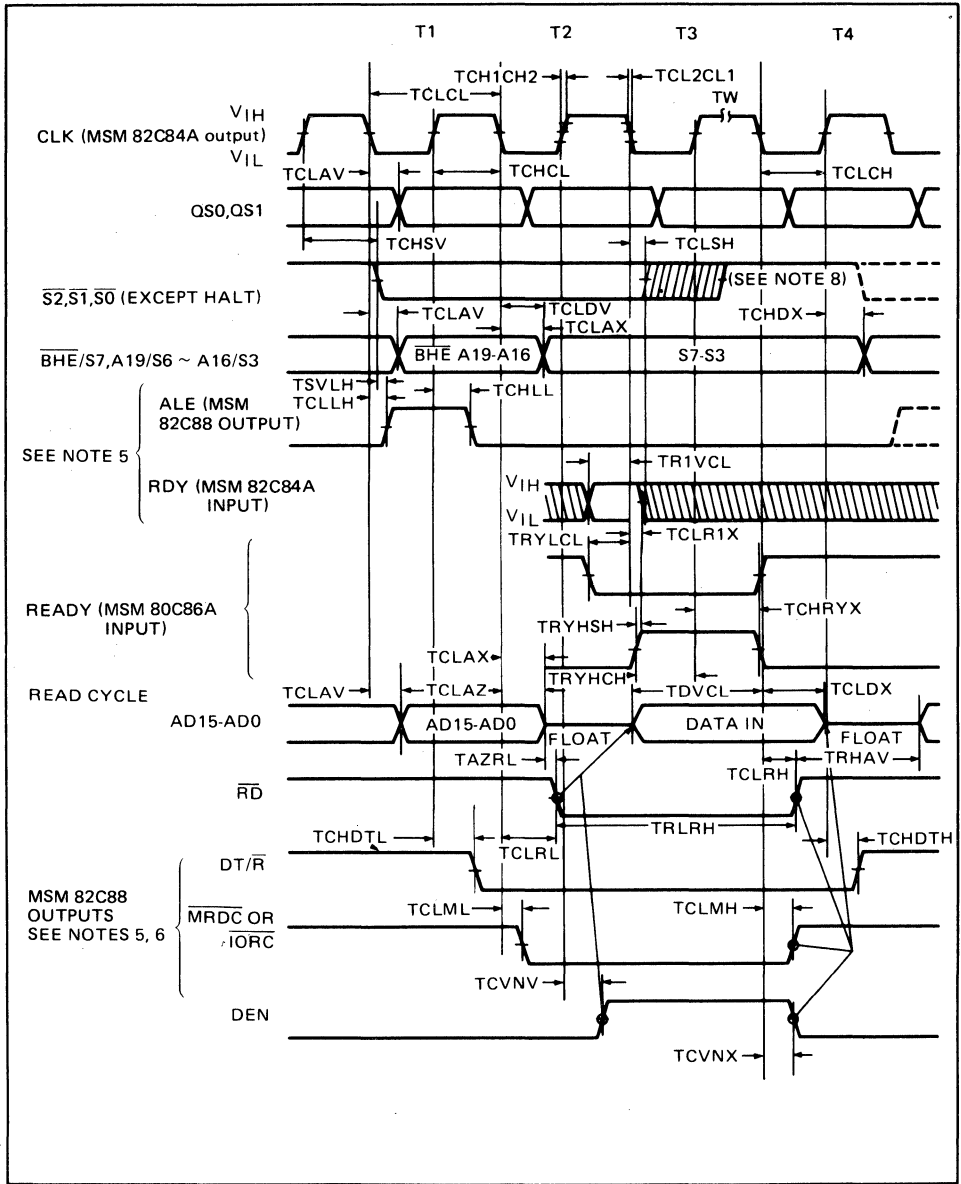 T1 T2 T3 T4
TCH1CH2 TCL2CL1
TCLCL
TW
VIH
CLK (MSM 82C84A output)
VIL
TCLAV TCHCL TCLCH
QS0,QS1
TCHSV TCLSH
(SEE NOTE 8)
S2,S1,S0 (EXCEPT HALT)
TCLDV
TCHDX
TCLAV TCLAX
BHE/S7,A19/S6 ~ A16/S3 BHE A19-A16 S7-S3
TSVLH
TCHLL
TCLLH
ALE (MSM
82C88 OUTPUT)
SEE NOTE 5
TR1VCL
RDY (MSM 82C84A
INPUT)
VIH
VIL
TCLR1X
TRYLCL
READY (MSM 80C86A
INPUT)
TCHRYX
TRYHSH
TCLAX
TRYHCH
READ CYCLE
TCLAV TCLAZ TDVCL TCLDX
AD15-AD0 AD15-AD0 FLOAT DATA IN FLOAT
TAZRL TCLRH TRHAV
RD
TRLRH
TCHDTL TCLRL TCHDTH
DT/R
MSM 82C88
OUTPUTS
SEE NOTES 5, 6
TCLML TCLMH
MRDC OR
IORC
TCVNV
DEN
TCVNX